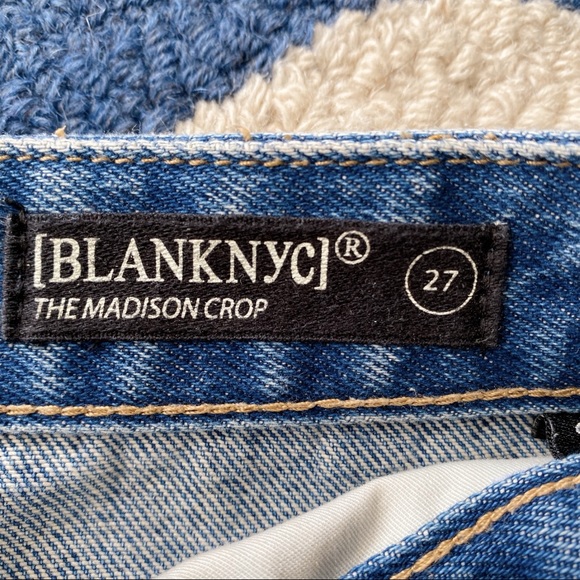 [BLANKNYC]®
THE MADISON CROP
27